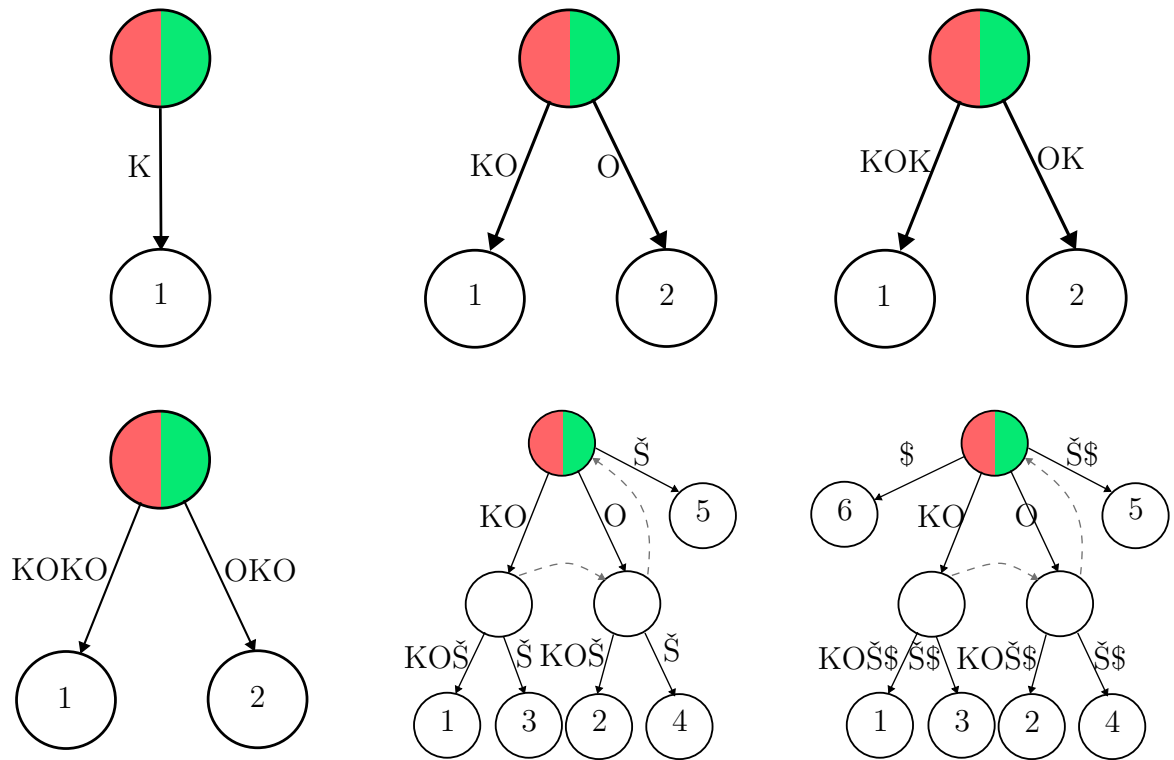 K
1
KO O
1 2
KOK OK
1 2
KOKO OKO
1 2
Š
5
KO O
KOŠ Š KOŠ Š
1 3 2 4
$ Š$
6 5
KO O
KOŠ$ Š$ KOŠ$ Š$
1 3 2 4